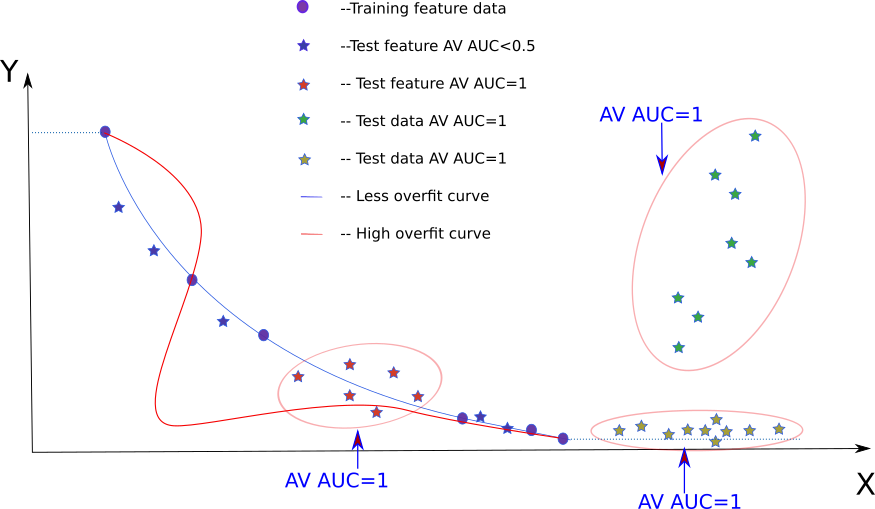 --Training feature data
--Test feature AV AUC<0.5
-- Test feature AV AUC=1
-- Test data AV AUC=1
-- Test data AV AUC=1
-- Less overfit curve
-- High overfit curve
Y
AV AUC=1
AV AUC=1
AV AUC=1
X